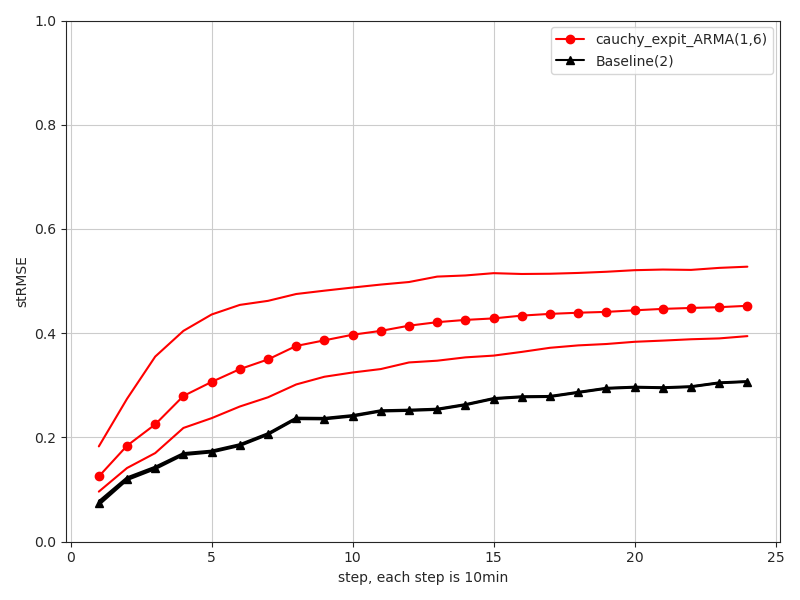 cauchy_expit_ARMA(1,6)
Baseline(2)
stRMSE
1.0
0.8
0.6
0.4
0.2
0.0
0 5 10 15 20 25
step, each step is 10min